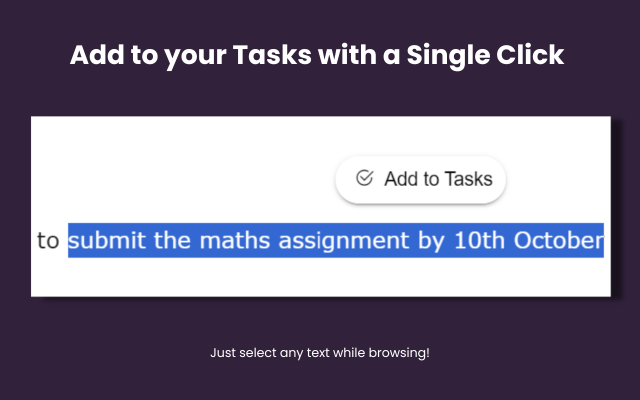 Add to your Tasks with a Single Click
Add to Tasks
to submit the maths assignment by 10th October
Just select any text while browsing!